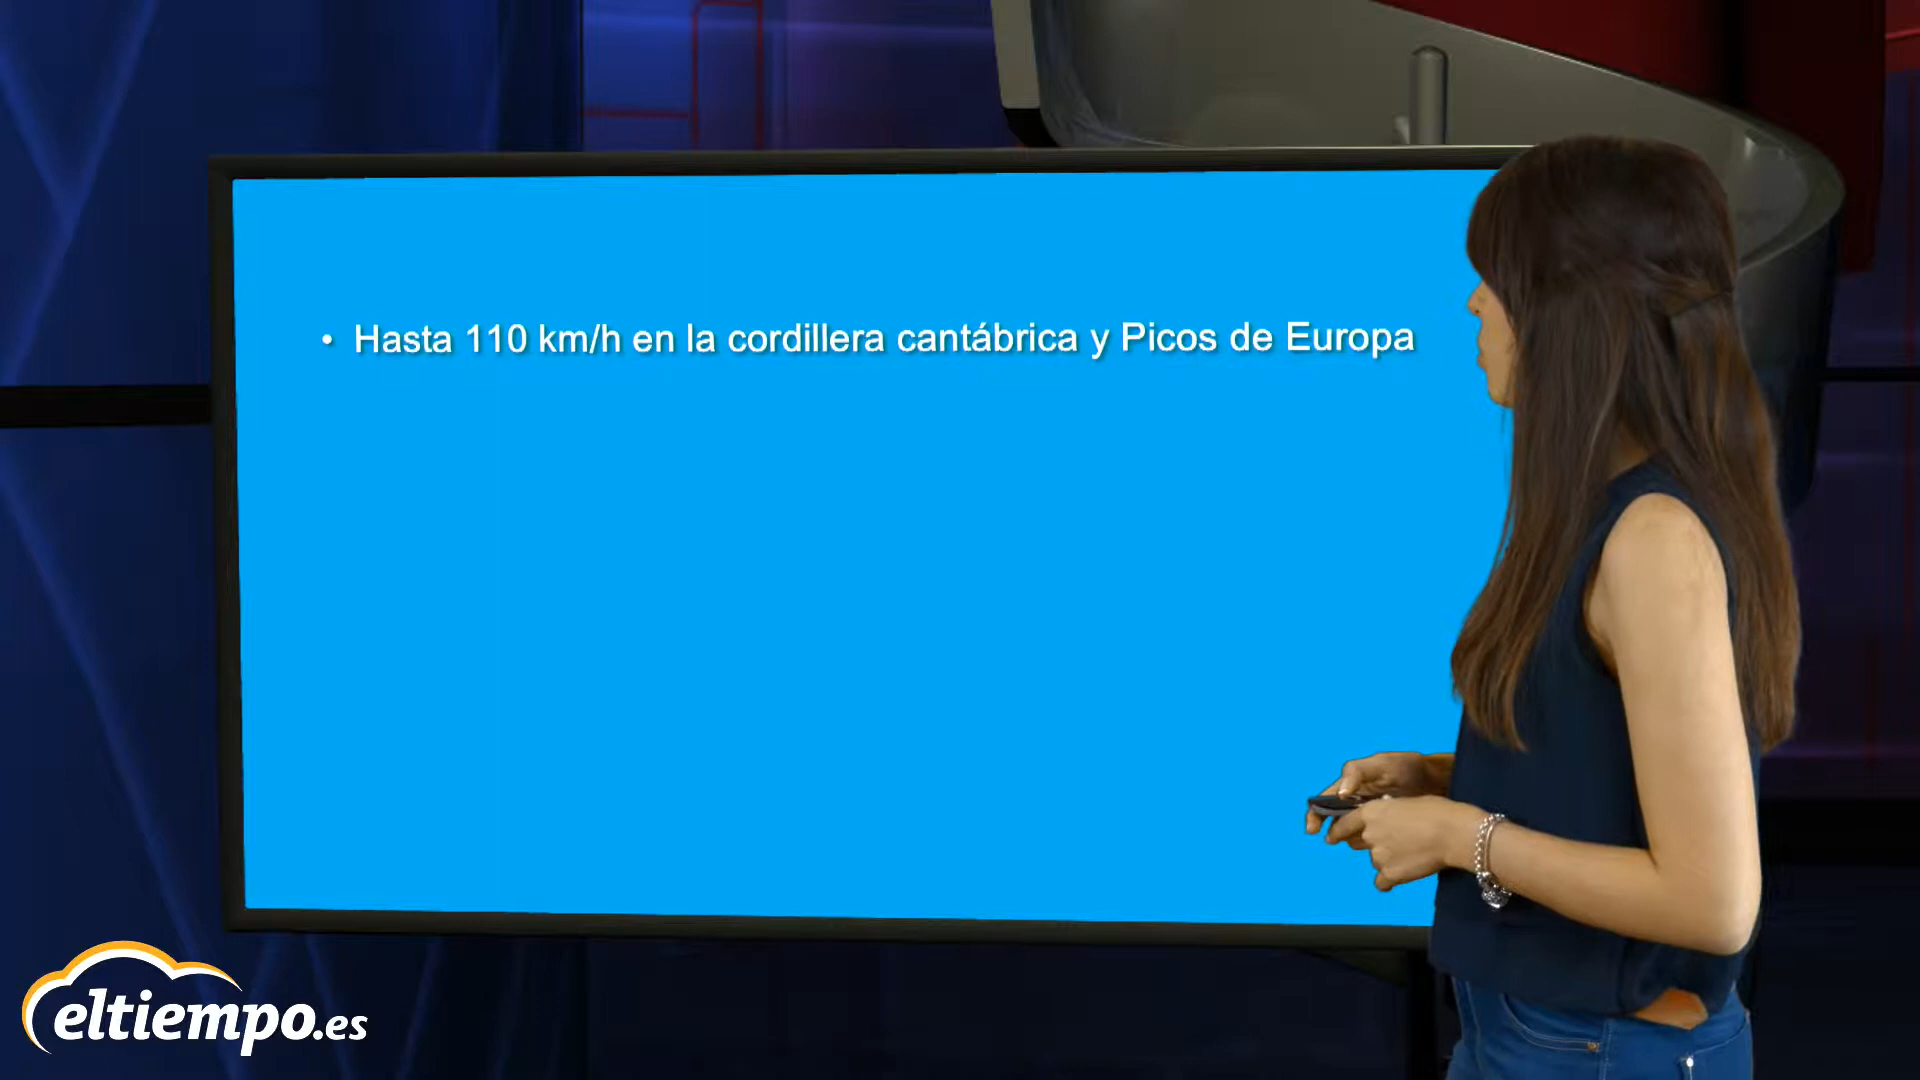 • Hasta 110 km/h en la cordillera cantábrica y Picos de Europa
eltiempo.es